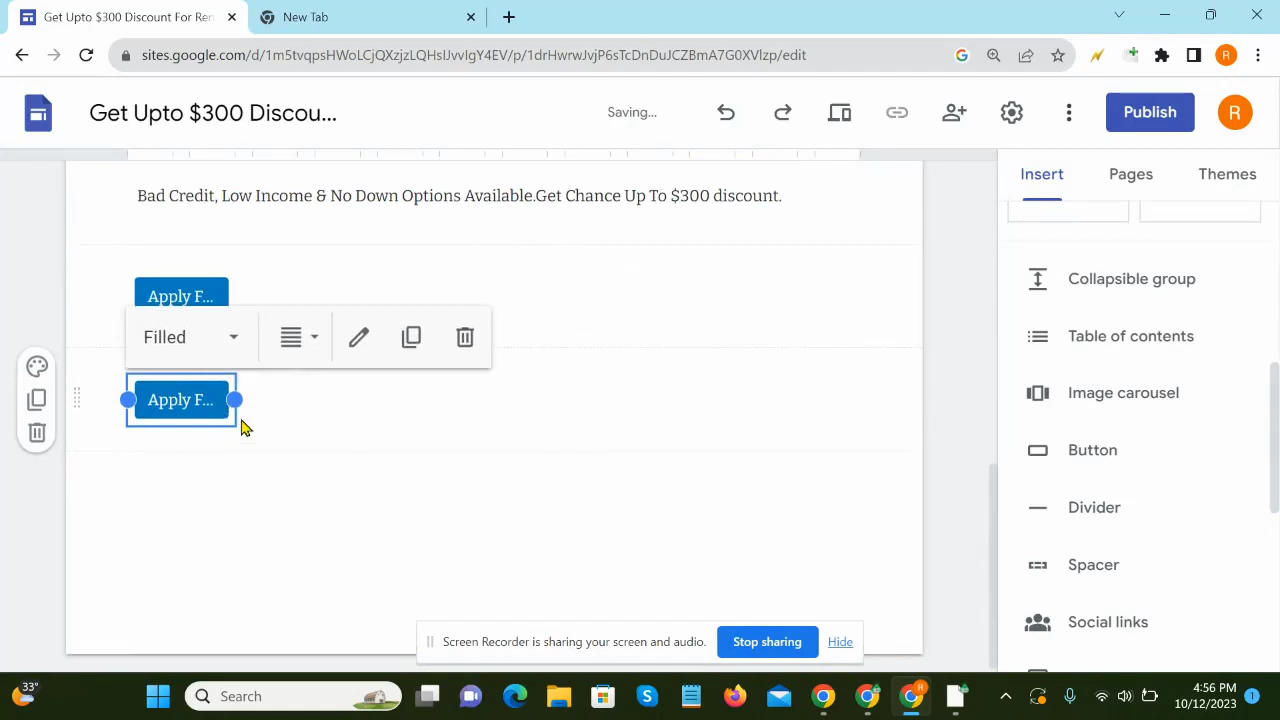 Get Upto $300 Discount For Ren
New Tab
sites.google.com/d/1m5tvqpsHWoLCjQXzjzLQHsIJvvIqY4EV/p/1drHwrwJvjP6sTcDnDuJCZBmA7G0XVlzp/edit
R
Get Upto $300 Discou...
Saving...
Publish
R
Insert
Pages
Themes
Bad Credit, Low Income & No Down Options Available.Get Chance Up To $300 discount.
Apply F...
Filled
Apply F...
Collapsible group
Table of contents
Image carousel
Button
Divider
Spacer
Social links
Screen Recorder is sharing your screen and audio.
Stop sharing
Hide
33°
Search
R
4:56 PM
10/12/2023
1